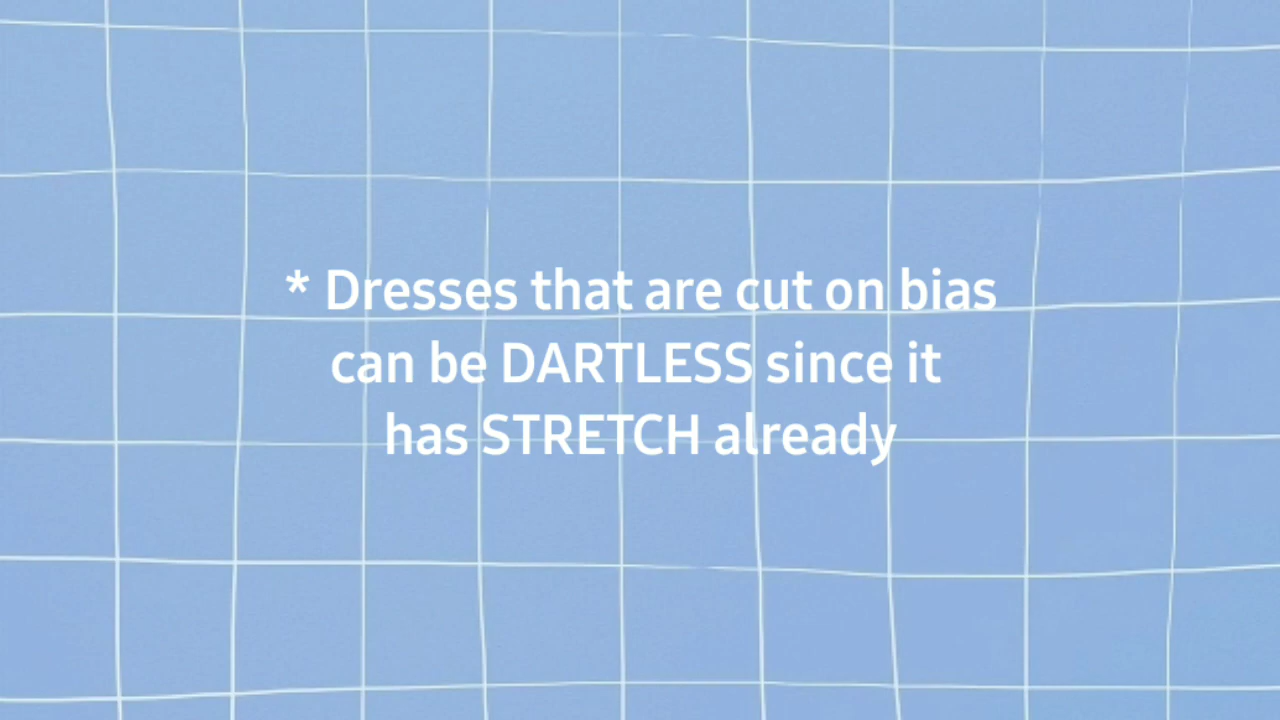 * Dresses that are cut on bias
can be DARTLESS since it
has STRETCH already